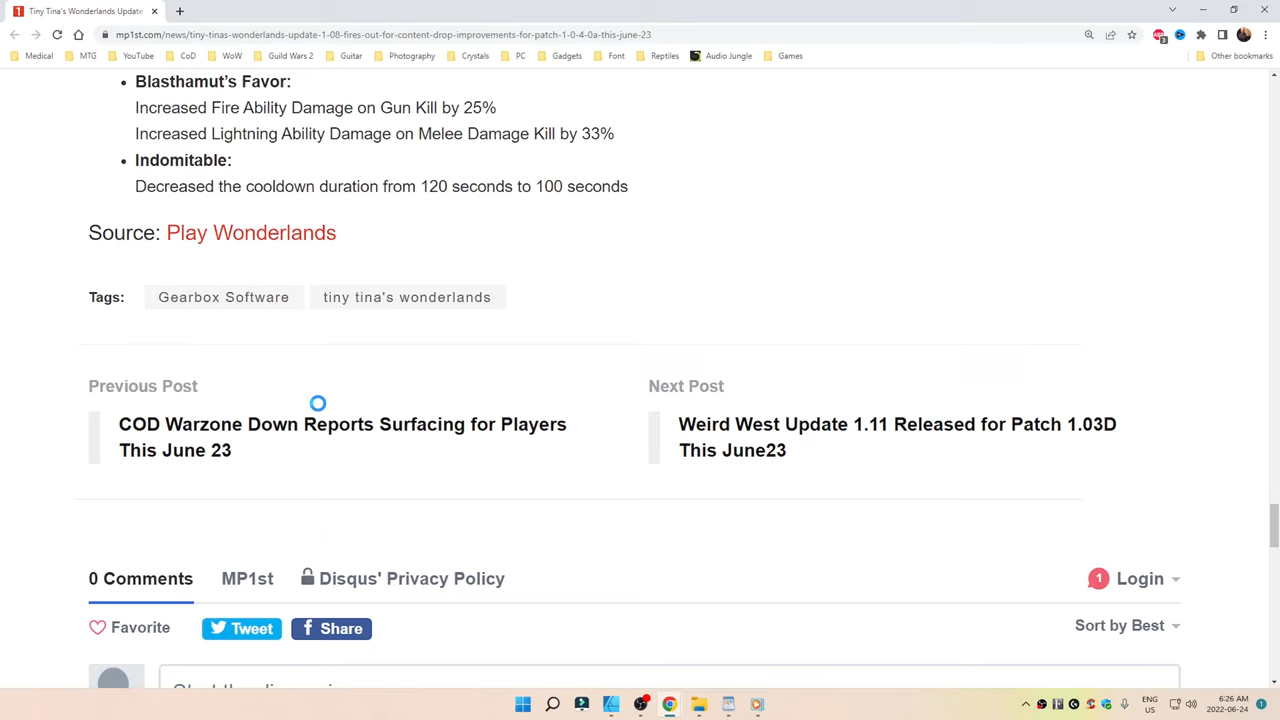 Tiny Tina's Wonderlands Update
mp1st.com/news/tiny-tinas-wonderlands-update-1-08-fires-out-for-content-drop-improvements-for-patch-1-0-4-0a-this-june-23
Medical MTG YouTube CoD WoW Guild Wars 2 Guitar Photography Crystals PC Gadgets Font Reptiles Audio Jungle Games Other bookmarks
• Blasthamut's Favor:
Increased Fire Ability Damage on Gun Kill by 25%
Increased Lightning Ability Damage on Melee Damage Kill by 33%
• Indomitable:
Decreased the cooldown duration from 120 seconds to 100 seconds
Source: Play Wonderlands
Tags: Gearbox Software tiny tina's wonderlands
Previous Post
COD Warzone Down Reports Surfacing for Players
This June 23
Next Post
Weird West Update 1.11 Released for Patch 1.03D
This June23
0 Comments MP1st Disqus' Privacy Policy 1 Login
Favorite Tweet Share Sort by Best
ENG 6:26 AM
US 2022-06-24